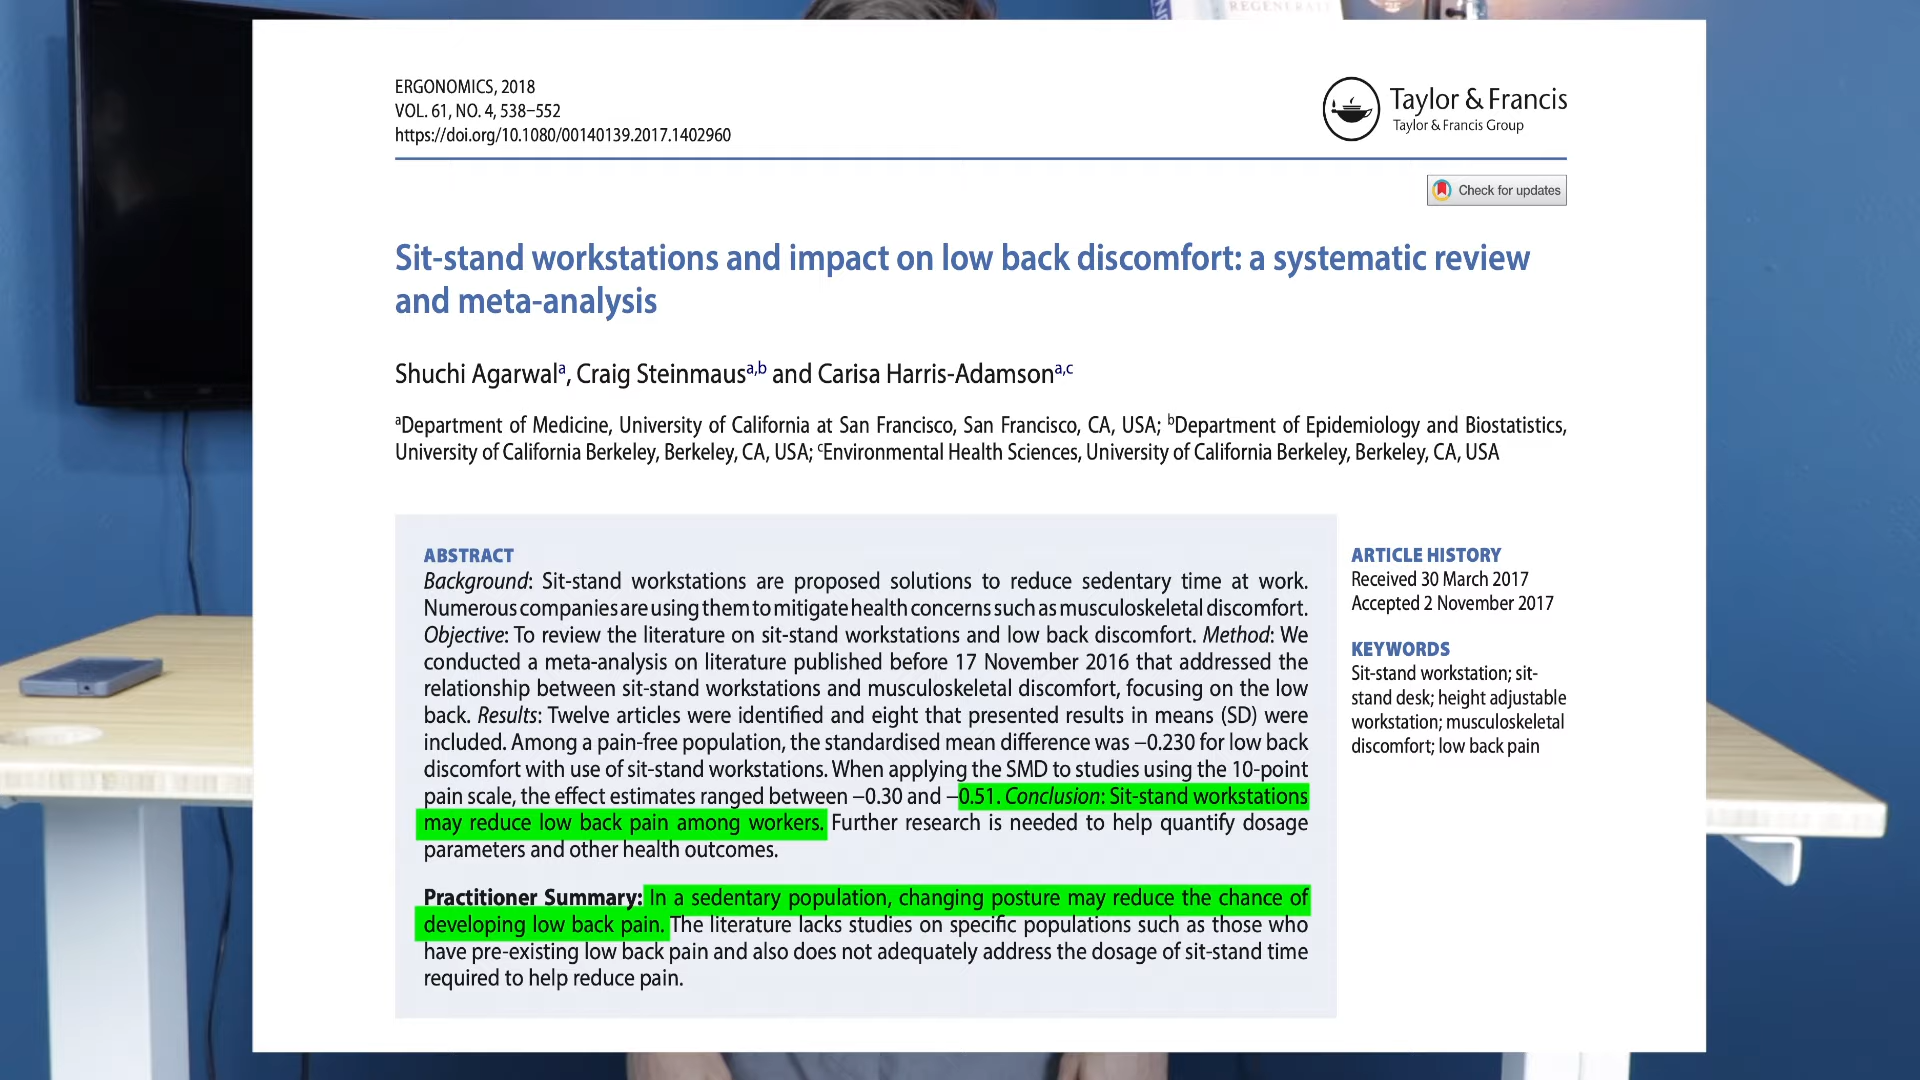 REGENERATE
ERGONOMICS, 2018
VOL. 61, NO. 4, 538–552
https://doi.org/10.1080/00140139.2017.1402960
Taylor & Francis
Taylor & Francis Group
Check for updates
Sit-stand workstations and impact on low back discomfort: a systematic review
and meta-analysis
Shuchi Agarwalᵃ, Craig Steinmausᵃ,ᵇ and Carisa Harris-Adamsonᵃ,ᶜ
ᵃDepartment of Medicine, University of California at San Francisco, San Francisco, CA, USA; ᵇDepartment of Epidemiology and Biostatistics,
University of California Berkeley, Berkeley, CA, USA; ᶜEnvironmental Health Sciences, University of California Berkeley, Berkeley, CA, USA
ABSTRACT
Background: Sit-stand workstations are proposed solutions to reduce sedentary time at work.
Numerous companies are using them to mitigate health concerns such as musculoskeletal discomfort.
Objective: To review the literature on sit-stand workstations and low back discomfort. Method: We
conducted a meta-analysis on literature published before 17 November 2016 that addressed the
relationship between sit-stand workstations and musculoskeletal discomfort, focusing on the low
back. Results: Twelve articles were identified and eight that presented results in means (SD) were
included. Among a pain-free population, the standardised mean difference was −0.230 for low back
discomfort with use of sit-stand workstations. When applying the SMD to studies using the 10-point
pain scale, the effect estimates ranged between −0.30 and −0.51. Conclusion: Sit-stand workstations
may reduce low back pain among workers. Further research is needed to help quantify dosage
parameters and other health outcomes.
Practitioner Summary: In a sedentary population, changing posture may reduce the chance of
developing low back pain. The literature lacks studies on specific populations such as those who
have pre-existing low back pain and also does not adequately address the dosage of sit-stand time
required to help reduce pain.
ARTICLE HISTORY
Received 30 March 2017
Accepted 2 November 2017
KEYWORDS
Sit-stand workstation; sit-
stand desk; height adjustable
workstation; musculoskeletal
discomfort; low back pain